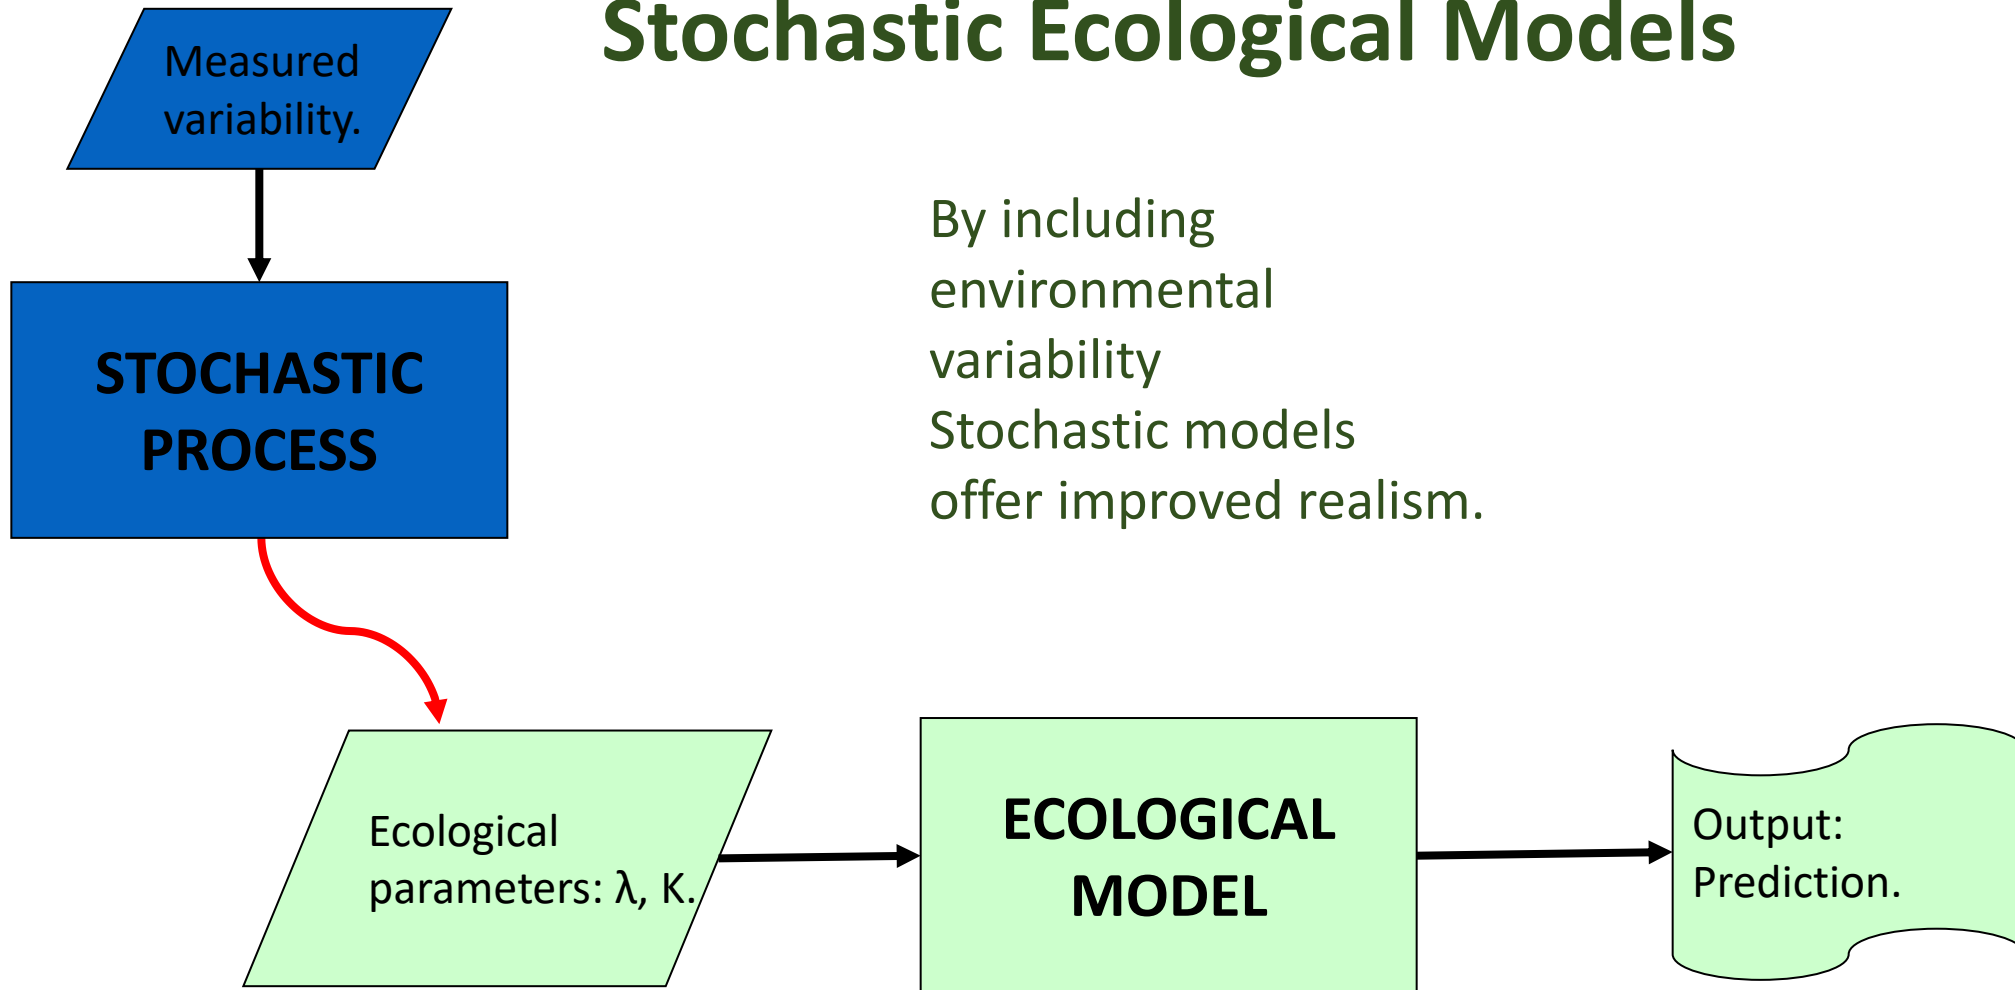 Stochastic Ecological Models
Measured
variability.
By including
environmental
variability
Stochastic models
offer improved realism.
STOCHASTIC
PROCESS
Ecological
parameters: λ, K.
ECOLOGICAL
MODEL
Output:
Prediction.